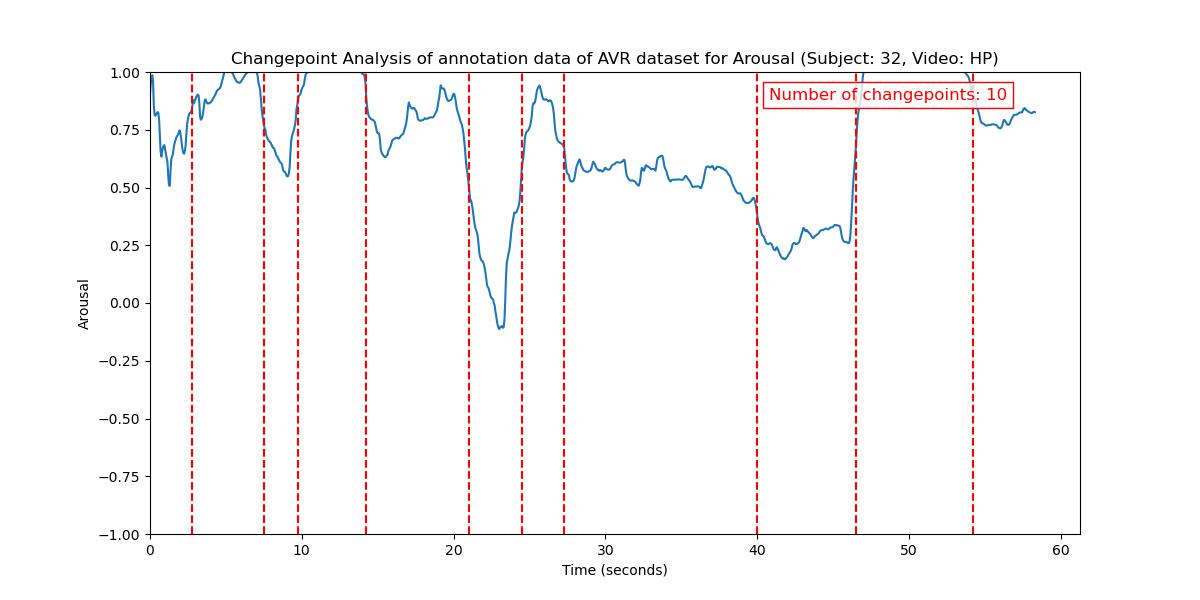 Changepoint Analysis of annotation data of AVR dataset for Arousal (Subject: 32, Video: HP)
Number of changepoints: 10
Arousal
1.00
0.75
0.50
0.25
0.00
−0.25
−0.50
−0.75
−1.00
0 10 20 30 40 50 60
Time (seconds)